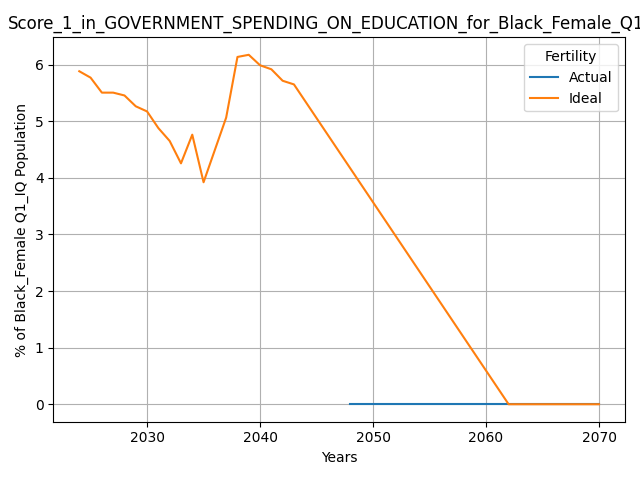 Score_1_in_GOVERNMENT_SPENDING_ON_EDUCATION_for_Black_Female_Q1
Fertility
Actual
Ideal
% of Black_Female Q1_IQ Population
6
5
4
3
2
1
0
2030 2040 2050 2060 2070
Years